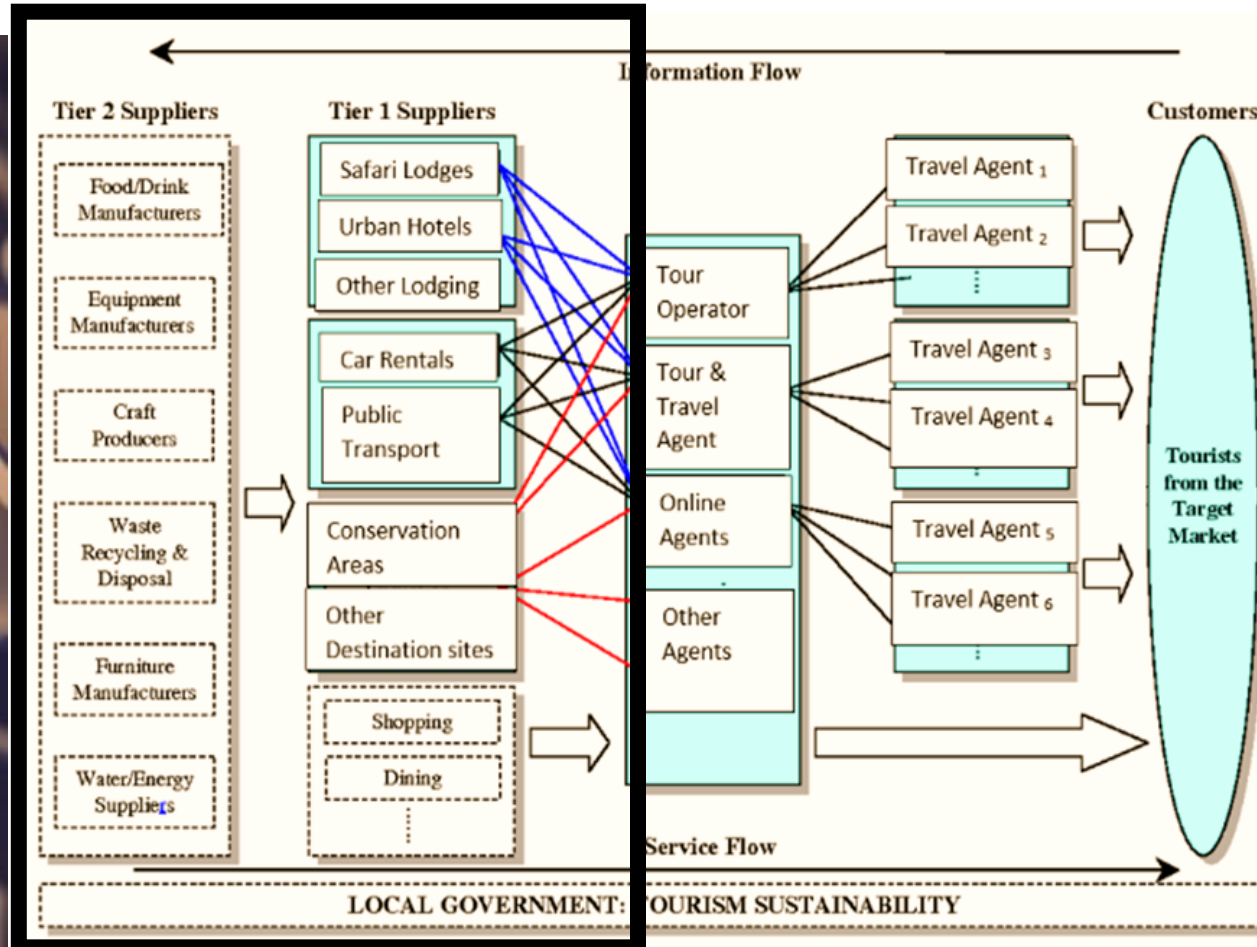 Information Flow
Tier 2 Suppliers
Food/Drink
Manufacturers
Equipment
Manufacturers
Craft
Producers
Waste
Recycling &
Disposal
Furniture
Manufacturers
Water/Energy
Suppliers
Tier 1 Suppliers
Safari Lodges
Urban Hotels
Other Lodging
Car Rentals
Public
Transport
Conservation
Areas
Other
Destination sites
Shopping
Dining
Tour
Operator
Tour &
Travel
Agent
Online
Agents
Other
Agents
Travel Agent 1
Travel Agent 2
Travel Agent 3
Travel Agent 4
Travel Agent 5
Travel Agent 6
Customers
Tourists
from the
Target
Market
Service Flow
LOCAL GOVERNMENT: TOURISM SUSTAINABILITY